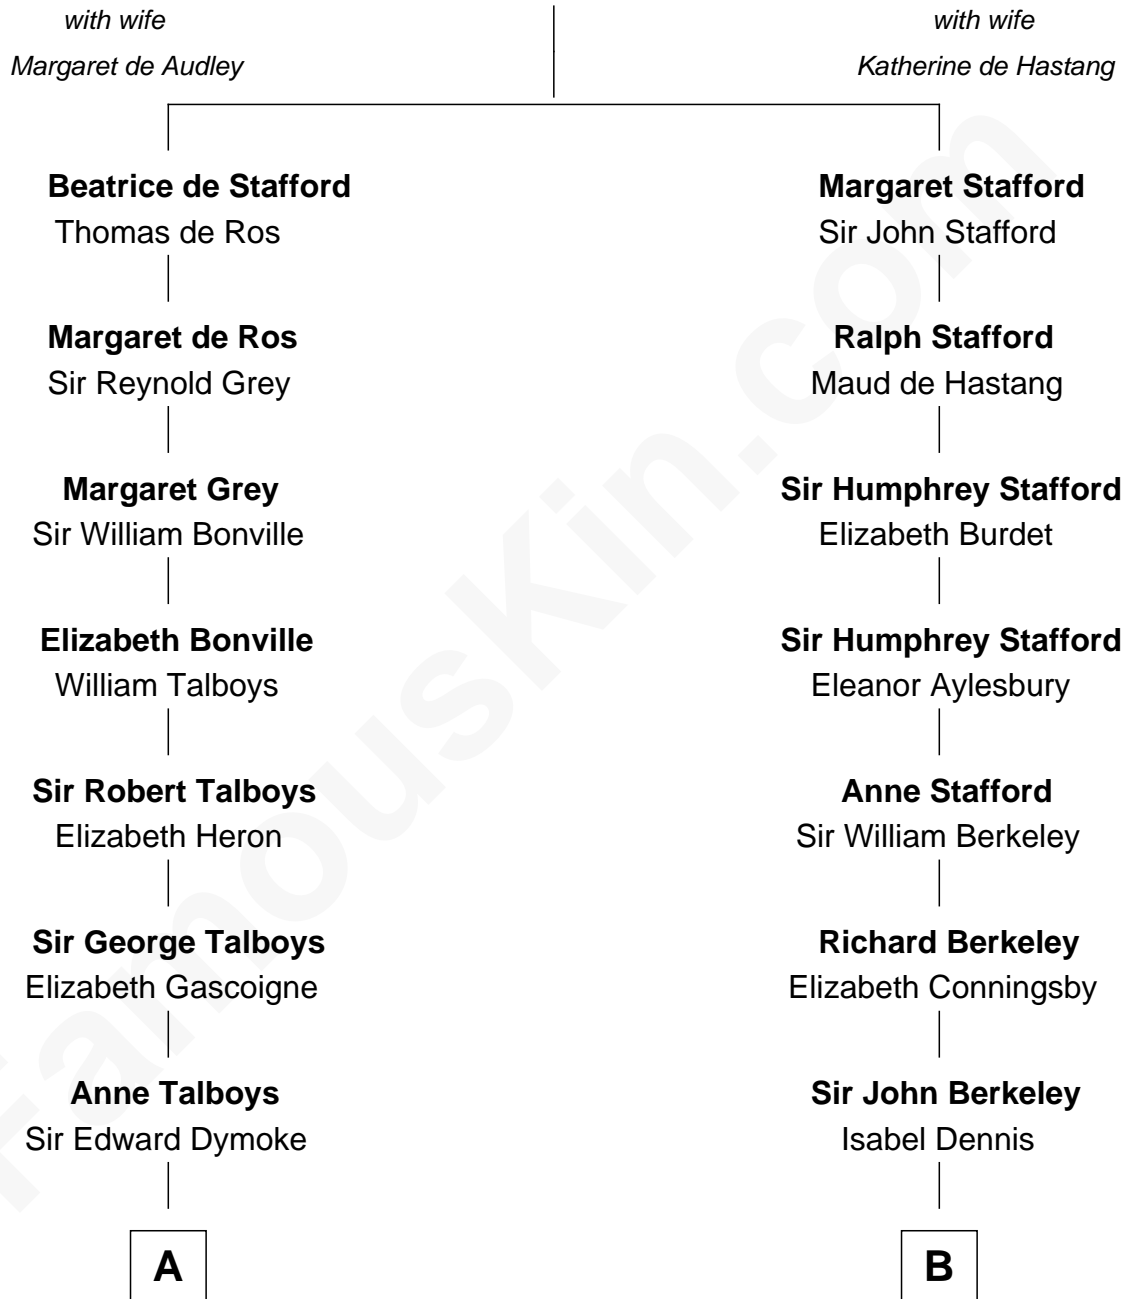 with wife
Margaret de Audley
with wife
Katherine de Hastang
Beatrice de Stafford
Thomas de Ros
Margaret Stafford
Sir John Stafford
Margaret de Ros
Sir Reynold Grey
Ralph Stafford
Maud de Hastang
Margaret Grey
Sir William Bonville
Sir Humphrey Stafford
Elizabeth Burdet
Elizabeth Bonville
William Talboys
Sir Humphrey Stafford
Eleanor Aylesbury
Sir Robert Talboys
Elizabeth Heron
Anne Stafford
Sir William Berkeley
Sir George Talboys
Elizabeth Gascoigne
Richard Berkeley
Elizabeth Conningsby
Anne Talboys
Sir Edward Dymoke
Sir John Berkeley
Isabel Dennis
A
B
FamousKin.com